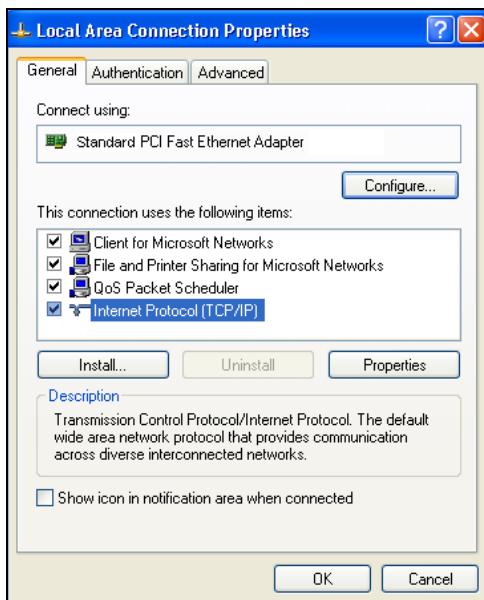 Local Area Connection Properties
General
Authentication
Advanced
Connect using:
Standard PCI Fast Ethernet Adapter
Configure...
This connection uses the following items:
Client for Microsoft Networks
File and Printer Sharing for Microsoft Networks
QoS Packet Scheduler
Internet Protocol (TCP/IP)
Install...
Uninstall
Properties
Description
Transmission Control Protocol/Internet Protocol. The default
wide area network protocol that provides communication
across diverse interconnected networks.
Show icon in notification area when connected
OK
Cancel